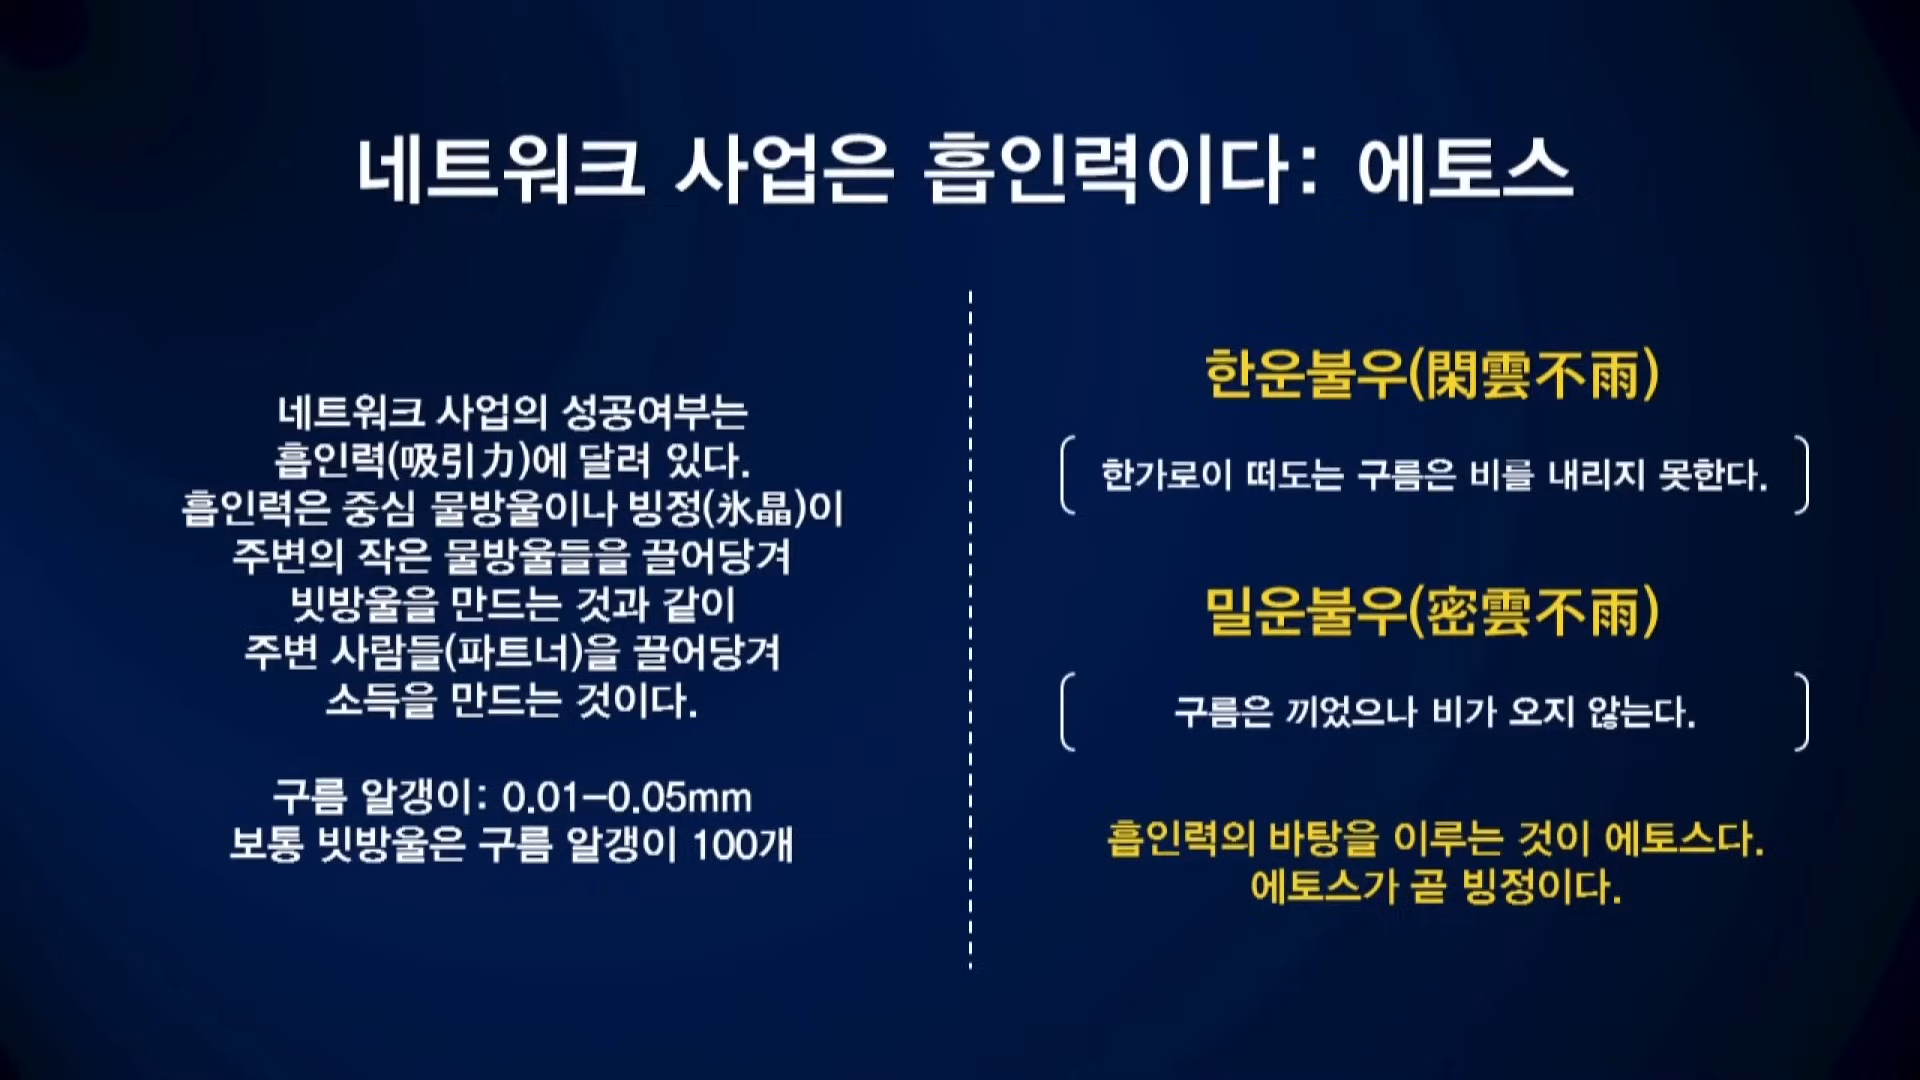 네트워크 사업은 흡인력이다: 에토스
네트워크 사업의 성공여부는
흡인력(吸引力)에 달려 있다.
흡인력은 중심 물방울이나 빙정(氷晶)이
주변의 작은 물방울들을 끌어당겨
빗방울을 만드는 것과 같이
주변 사람들(파트너)을 끌어당겨
소득을 만드는 것이다.
구름 알갱이: 0.01-0.05mm
보통 빗방울은 구름 알갱이 100개
한운불우(閑雲不雨)
한가로이 떠도는 구름은 비를 내리지 못한다.
밀운불우(密雲不雨)
구름은 끼었으나 비가 오지 않는다.
흡인력의 바탕을 이루는 것이 에토스다.
에토스가 곧 빙정이다.